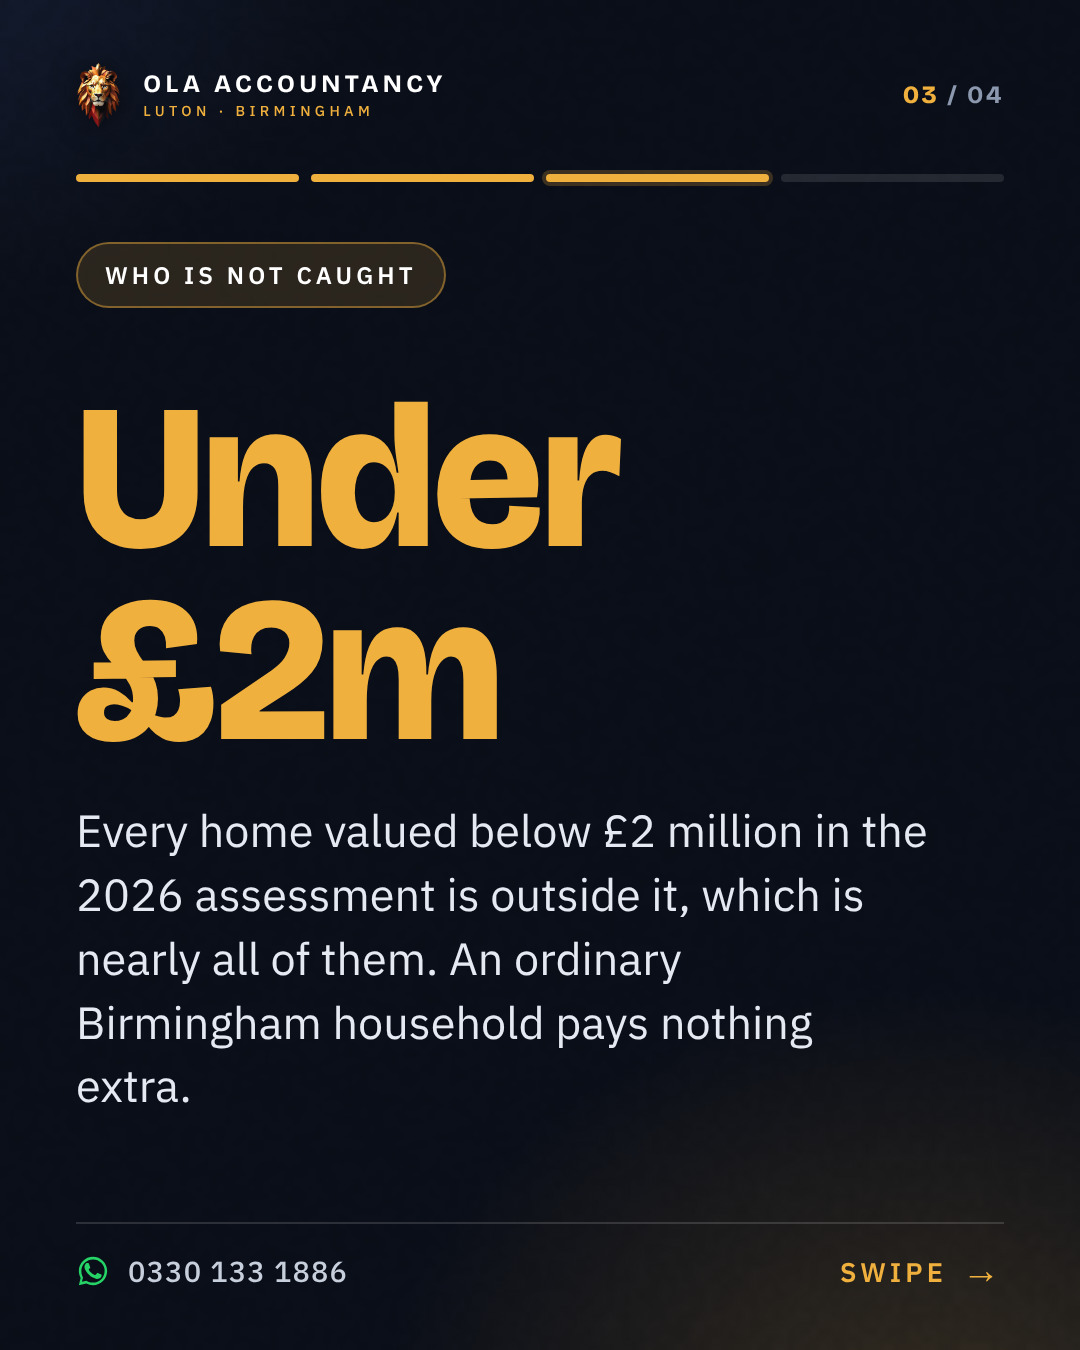 OLA ACCOUNTANCY
LUTON · BIRMINGHAM
03 / 04
WHO IS NOT CAUGHT
Under
£2m
Every home valued below £2 million in the
2026 assessment is outside it, which is
nearly all of them. An ordinary
Birmingham household pays nothing
extra.
0330 133 1886
SWIPE →